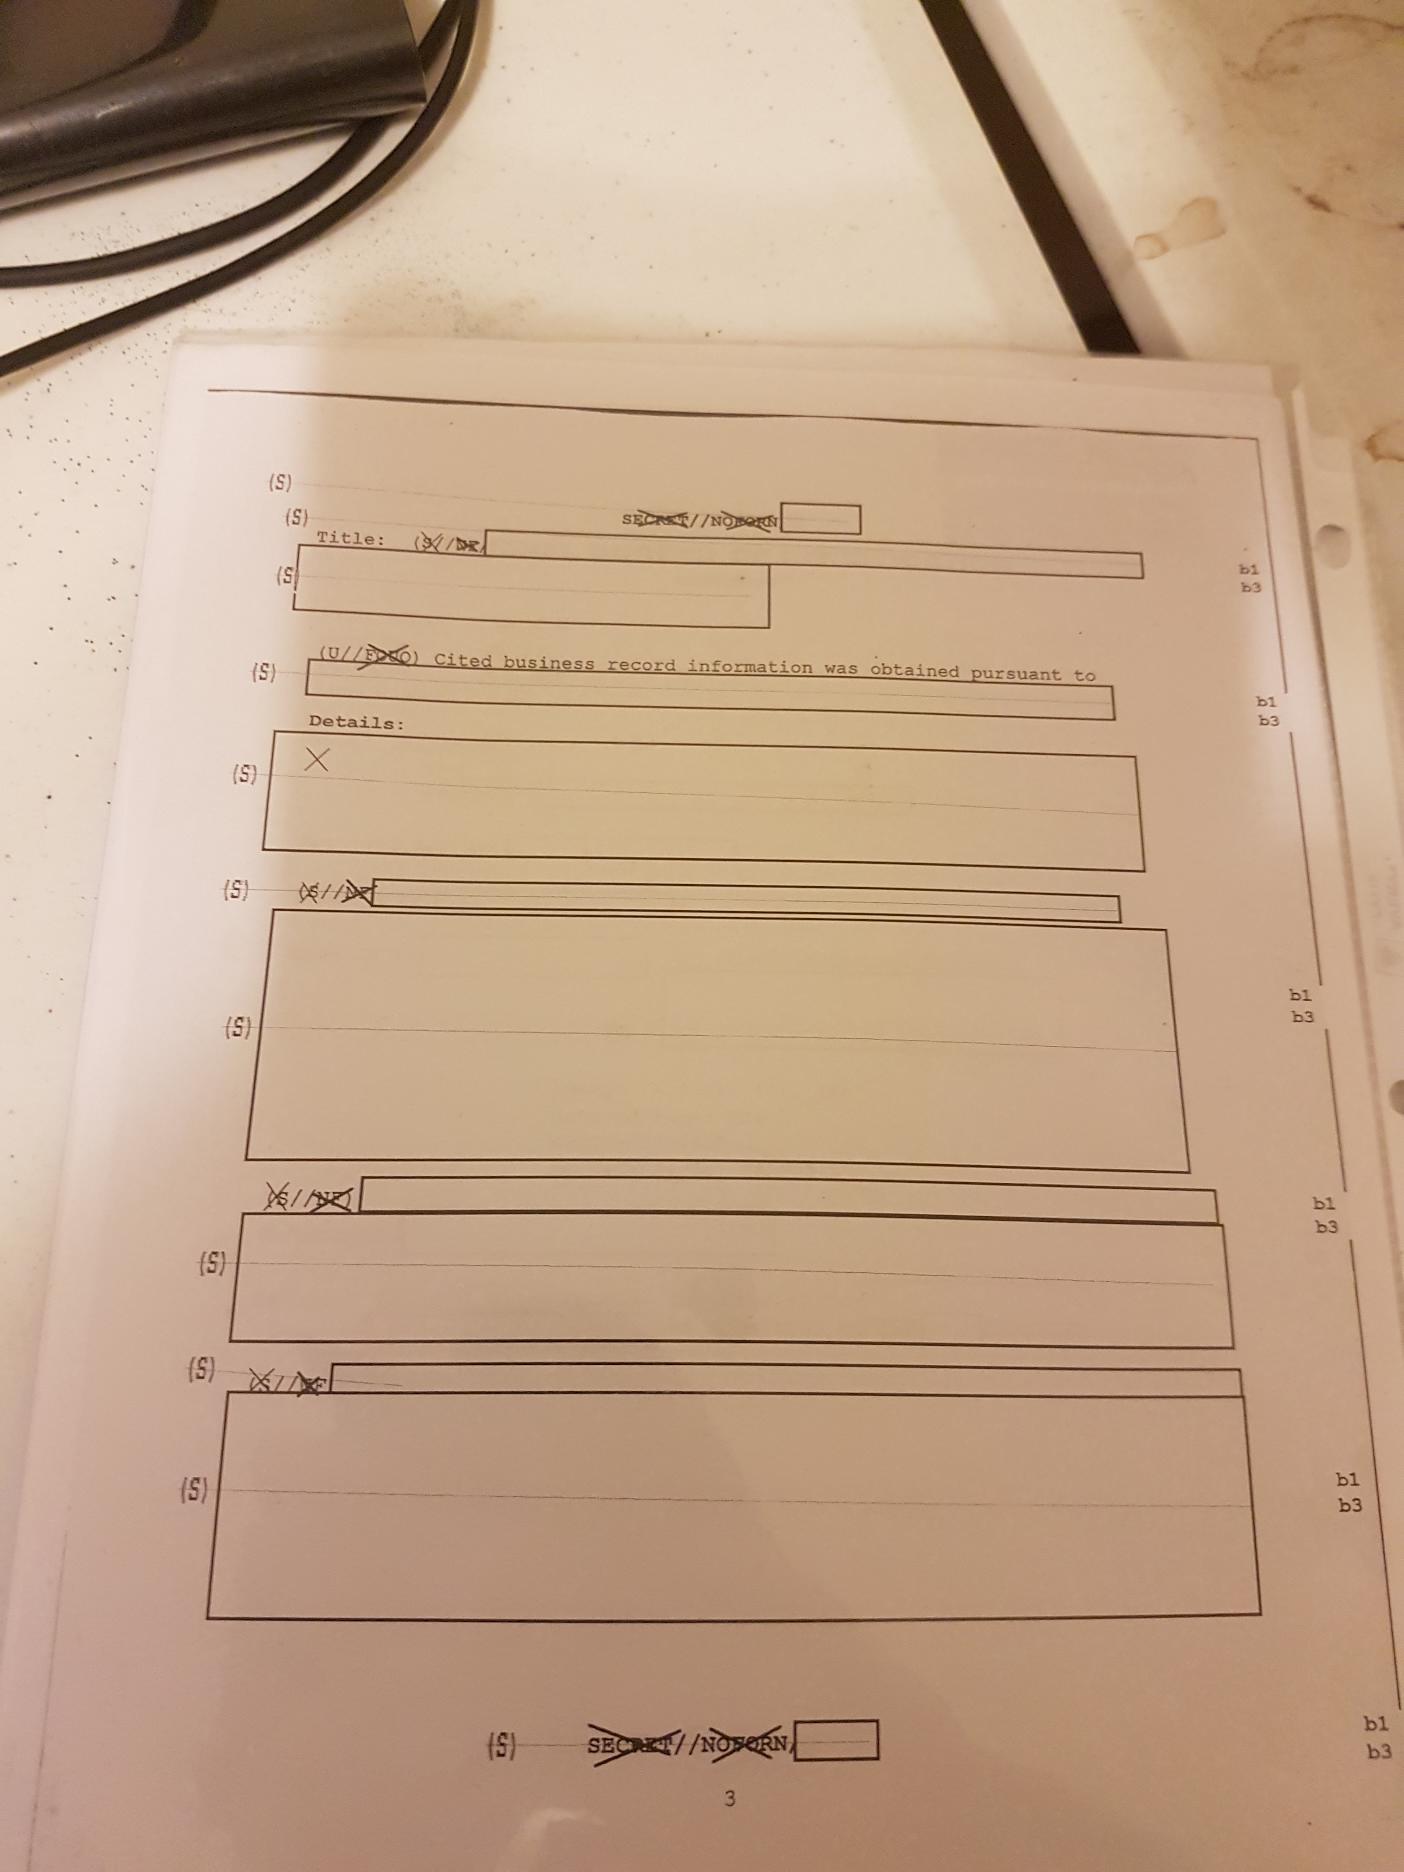 (S)
(S) SECRET//NOFORN
Title: (S//NF
(S
b1
b3
(U//FOUO) Cited business record information was obtained pursuant to
(S)
b1
b3
Details:
(S)
(S) (S//NF
(S)
b1
b3
(S//NF)
b1
b3
(S)
(S) (S//NF
(S)
b1
b3
(S) SECRET//NOFORN/
b1
b3
3